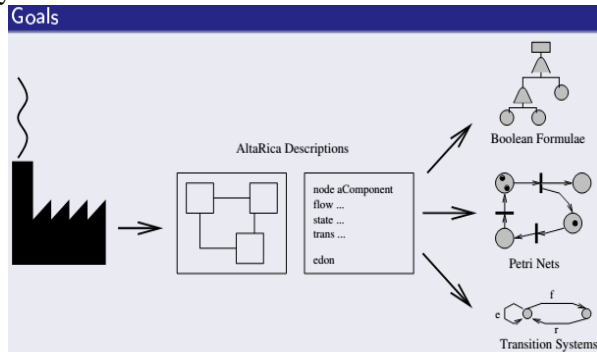 Goals
AltaRica Descriptions
node aComponent
flow ...
state ...
trans ...
edon
Boolean Formulae
Petri Nets
e
f
r
Transition Systems